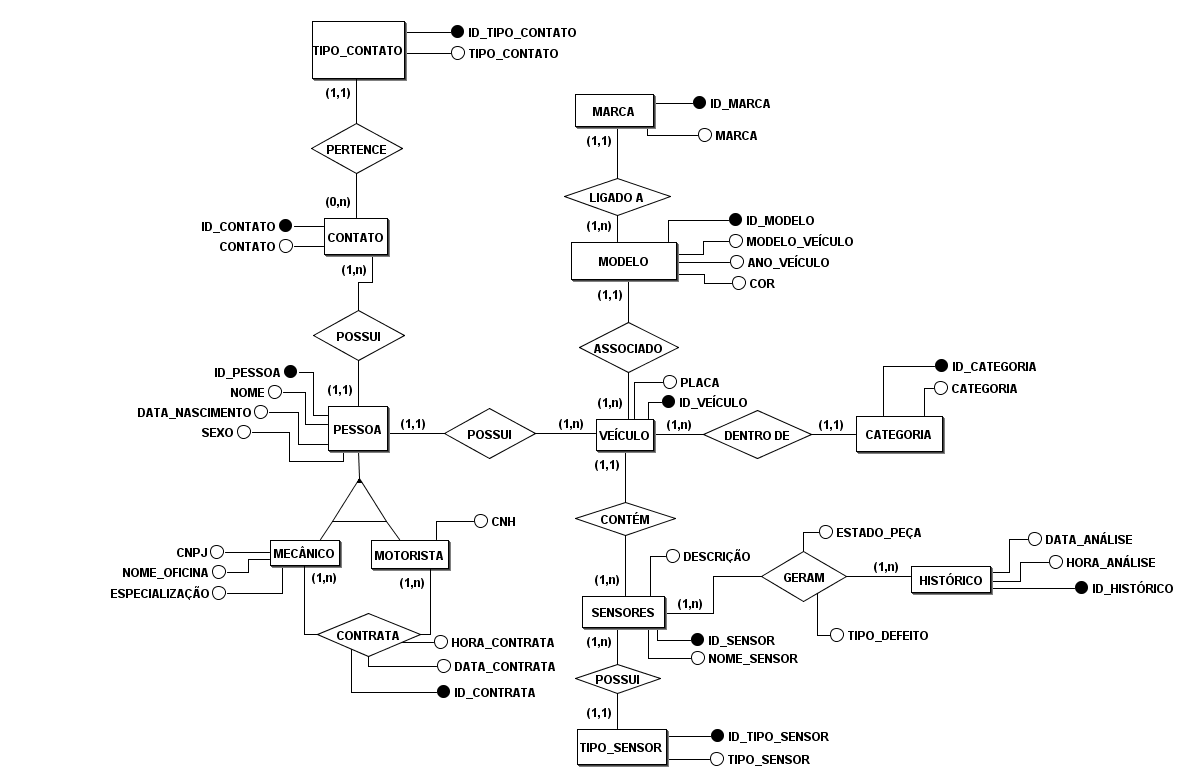 TIPO_CONTATO
ID_TIPO_CONTATO
TIPO_CONTATO
(1,1)
PERTENCE
(0,n)
ID_CONTATO
CONTATO
CONTATO
(1,n)
POSSUI
(1,1)
ID_PESSOA
NOME
DATA_NASCIMENTO
SEXO
PESSOA
(1,1)
POSSUI
(1,n)
MARCA
ID_MARCA
MARCA
(1,1)
LIGADO A
(1,n)
MODELO
ID_MODELO
MODELO_VEÍCULO
ANO_VEÍCULO
COR
(1,1)
ASSOCIADO
(1,n)
PLACA
ID_VEÍCULO
VEÍCULO
(1,n)
DENTRO DE
(1,1)
CATEGORIA
ID_CATEGORIA
CATEGORIA
(1,1)
CONTÉM
(1,n)
MECÂNICO
CNPJ
NOME_OFICINA
ESPECIALIZAÇÃO
(1,n)
MOTORISTA
CNH
(1,n)
CONTRATA
HORA_CONTRATA
DATA_CONTRATA
ID_CONTRATA
SENSORES
DESCRIÇÃO
ID_SENSOR
NOME_SENSOR
(1,n)
GERAM
ESTADO_PEÇA
TIPO_DEFEITO
(1,n)
HISTÓRICO
DATA_ANÁLISE
HORA_ANÁLISE
ID_HISTÓRICO
(1,n)
POSSUI
(1,1)
TIPO_SENSOR
ID_TIPO_SENSOR
TIPO_SENSOR